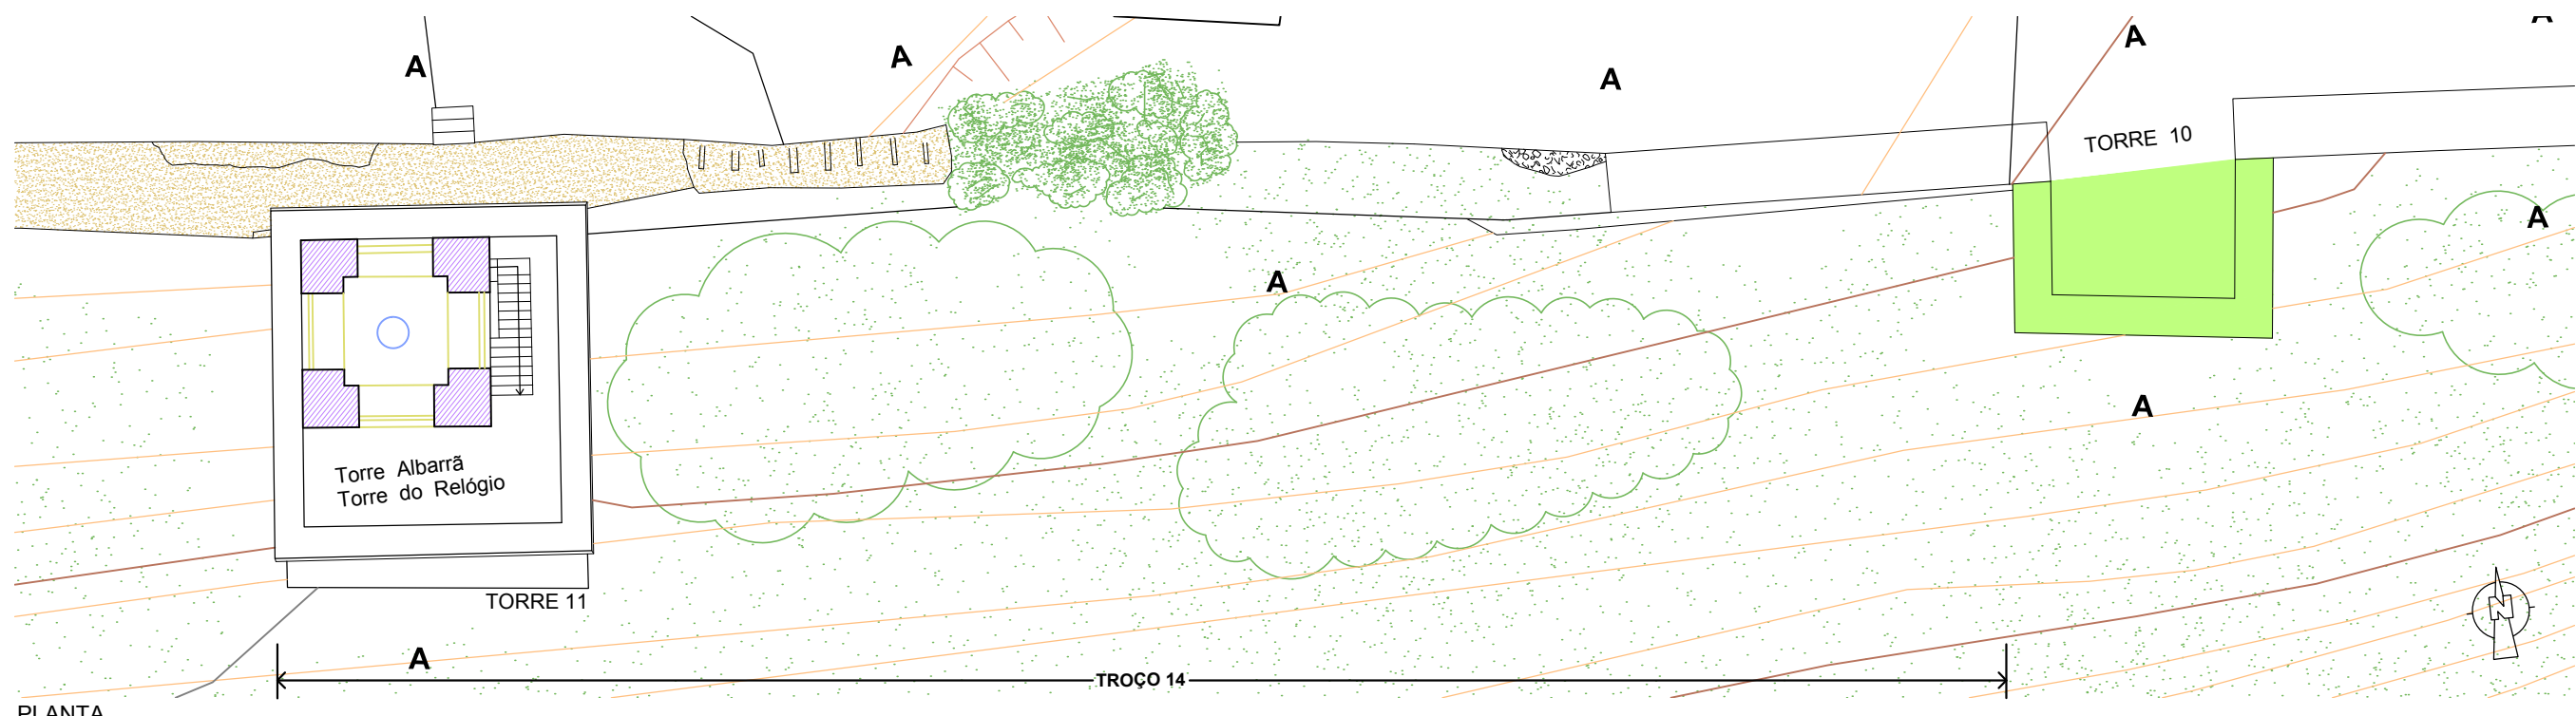 A
A
A
A
A
TORRE 10
A
A
Torre Albarrã
Torre do Relógio
A
TORRE 11
A
N
TROÇO 14
PLANTA